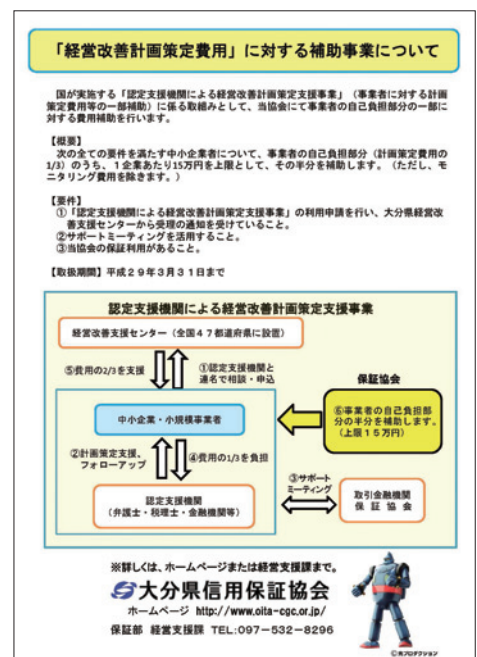 「経営改善計画策定費用」に対する補助事業について
国が実施する「認定支援機関による経営改善計画策定支援事業」（事業者に対する計画
策定費用等の一部補助）に係る取組みとして、当協会にて事業者の自己負担部分の一部に
対する費用補助を行います。
【概要】
次の全ての要件を満たす中小企業者について、事業者の自己負担部分（計画策定費用の
1/3）のうち、１企業あたり15万円を上限として、その半分を補助します。（ただし、モ
ニタリング費用を除きます。）
【要件】
①「認定支援機関による経営改善計画策定支援事業」の利用申請を行い、大分県経営改
善支援センターから受理の通知を受けていること。
②サポートミーティングを活用すること。
③当協会の保証利用があること。
【取扱期間】平成２９年３月３１日まで
認定支援機関による経営改善計画策定支援事業
経営改善支援センター（全国４７都道府県に設置）
⑤費用の2/3を支援
①認定支援機関と
連名で相談・申込
保証協会
中小企業・小規模事業者
⑥事業者の自己負担部
分の半分を補助します。
（上限１５万円）
②計画策定支援、
フォローアップ
④費用の1/3を負担
認定支援機関
（弁護士・税理士・金融機関等）
③サポート
ミーティング
取引金融機関
保証協会
※詳しくは、ホームページまたは経営支援課まで。
大分県信用保証協会
ホームページ http://www.oita-cgc.or.jp/
保証部 経営支援課 TEL:097-532-8296
©光プロダクション